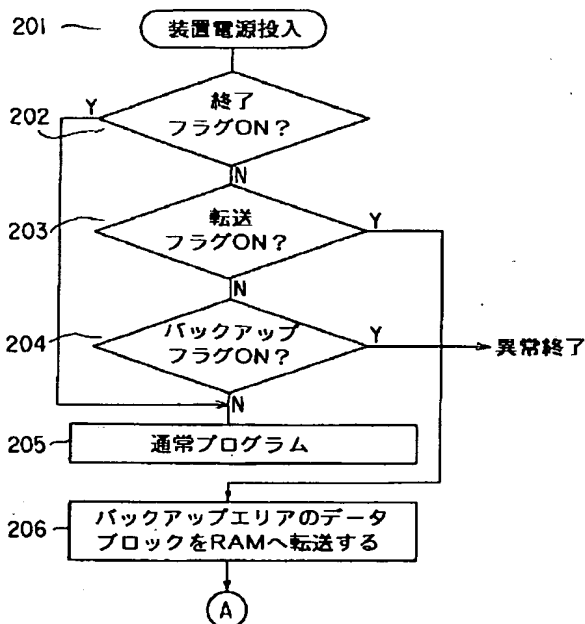 201
装置電源投入
202
Y
終了
フラグON?
N
203
転送
フラグON?
Y
N
204
バックアップ
フラグON?
Y
異常終了
N
205
通常プログラム
206
バックアップエリアのデータ
ブロックをRAMへ転送する
A